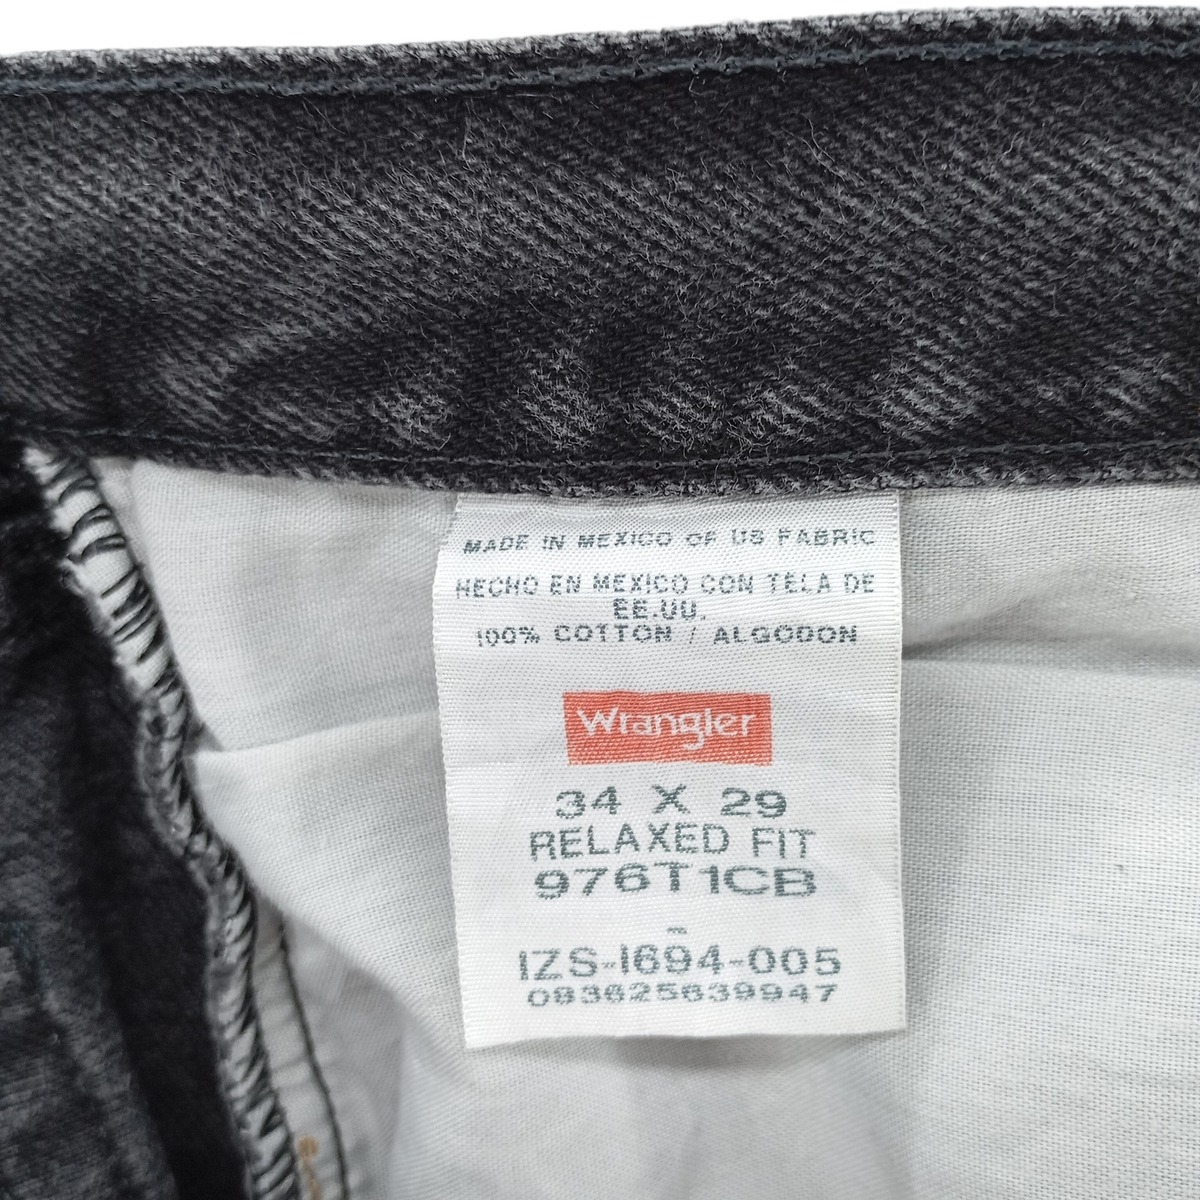 MADE IN MEXICO OF US FABRIC
HECHO EN MEXICO CON TELA DE
EE.UU.
100% COTTON / ALGODON
Wrangler
34 X 29
RELAXED FIT
976T1CB
-
IZS-1694-005
083625639947